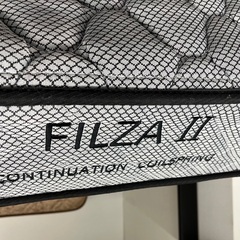 FILZA II
CONTINUATION COILSPRING